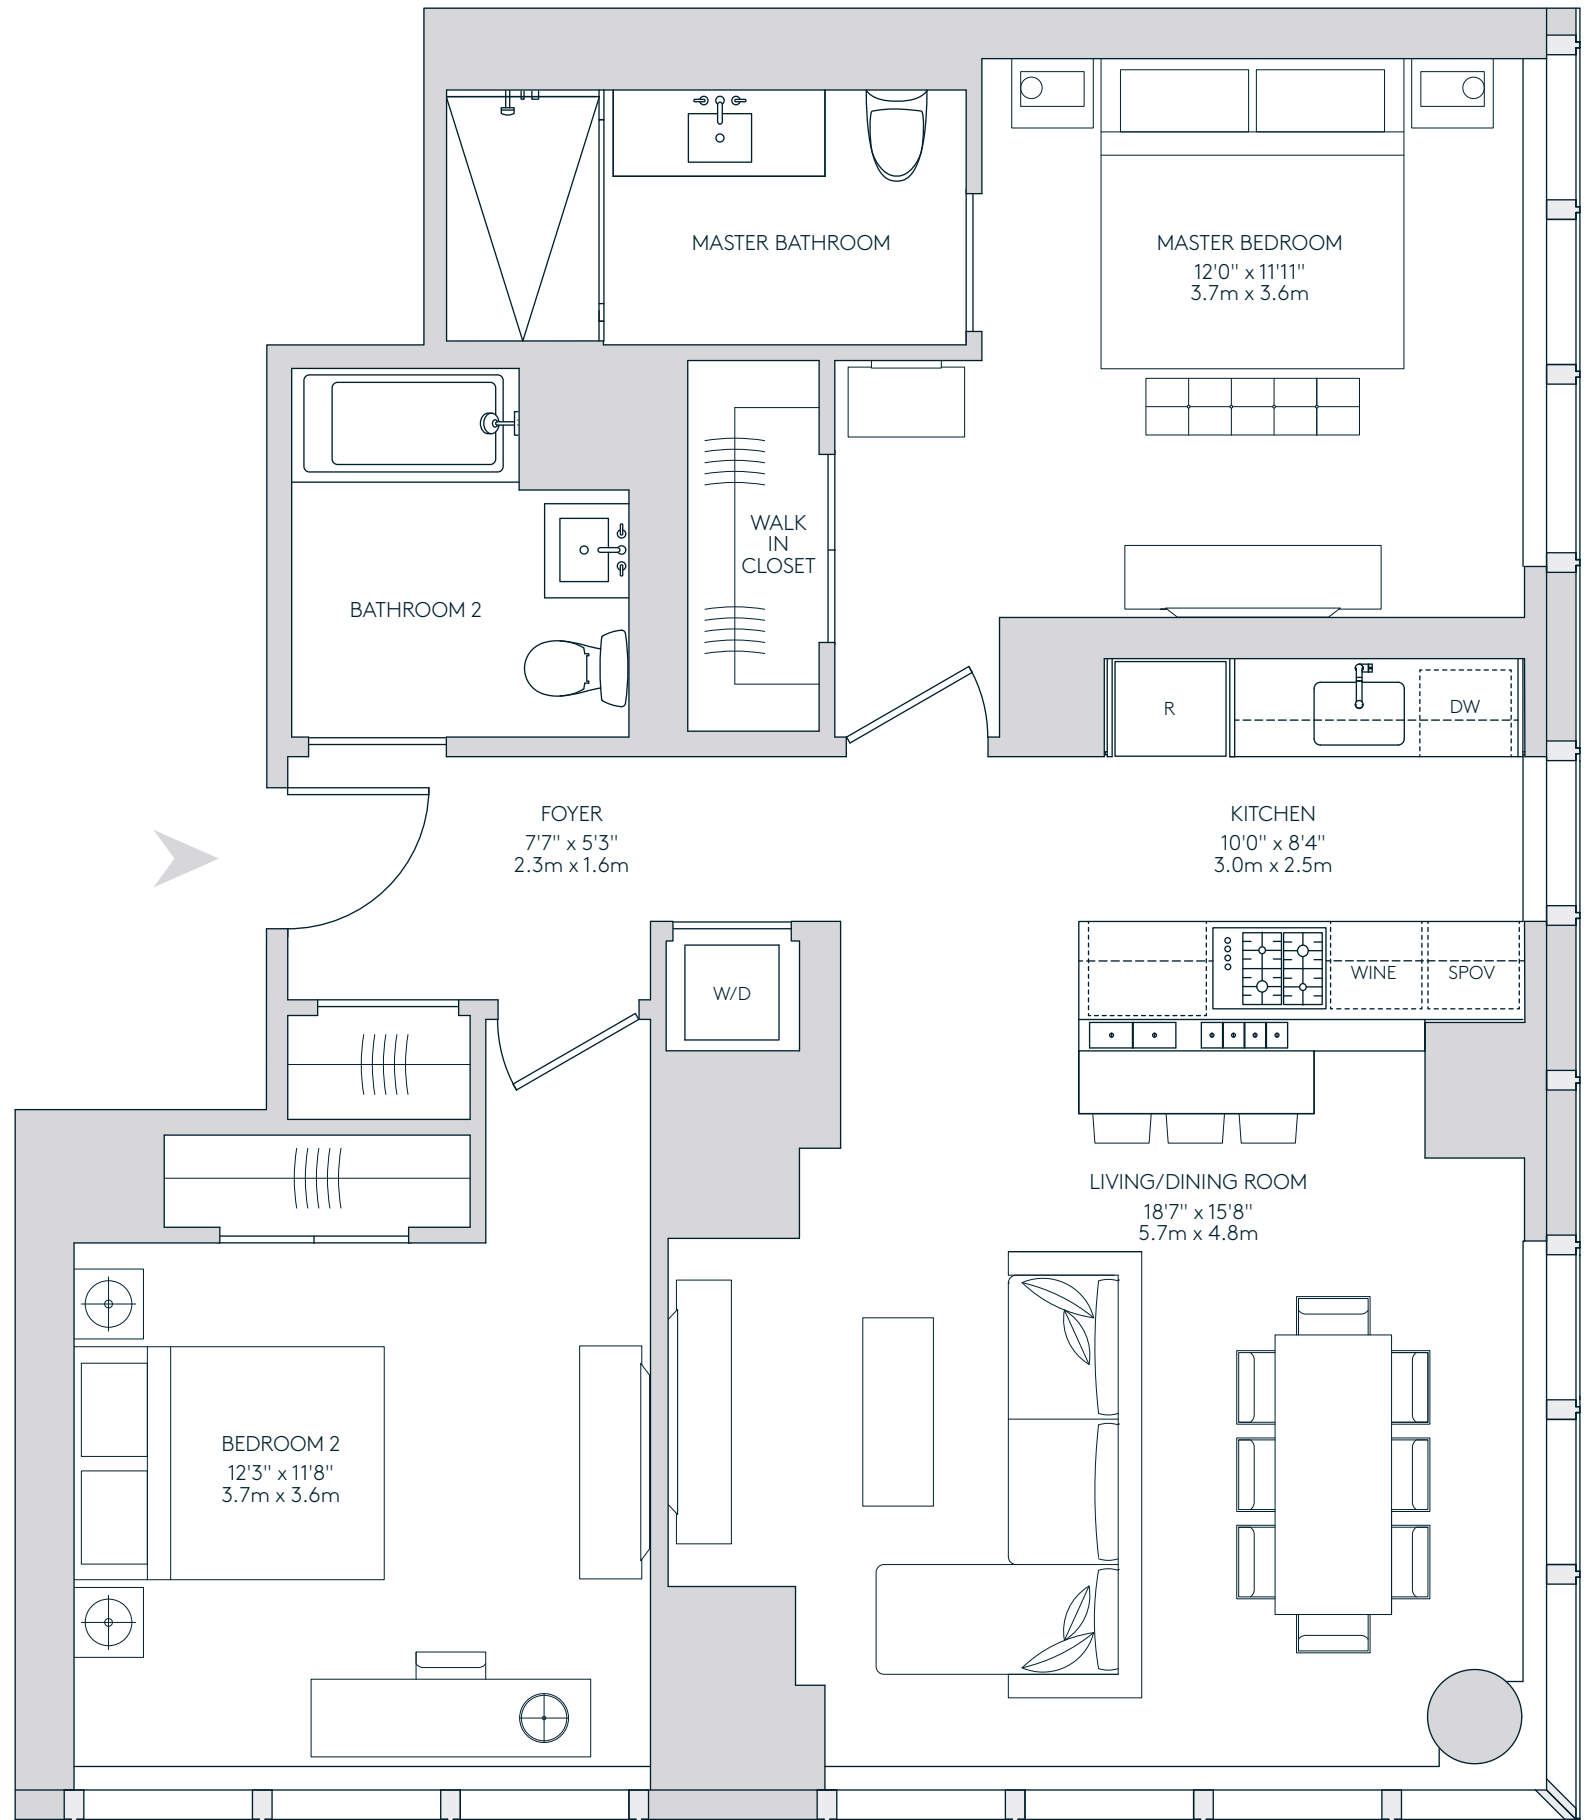 MASTER BATHROOM
MASTER BEDROOM
12'0" x 11'11"
3.7m x 3.6m
WALK
IN
CLOSET
BATHROOM 2
R
DW
FOYER
7'7" x 5'3"
2.3m x 1.6m
KITCHEN
10'0" x 8'4"
3.0m x 2.5m
W/D
WINE
SPOV
LIVING/DINING ROOM
18'7" x 15'8"
5.7m x 4.8m
BEDROOM 2
12'3" x 11'8"
3.7m x 3.6m